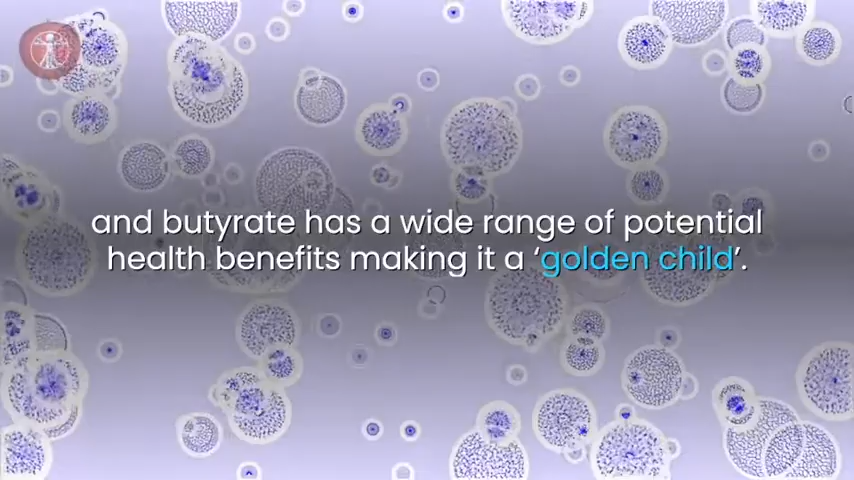 and butyrate has a wide range of potential
health benefits making it a ‘golden child’.